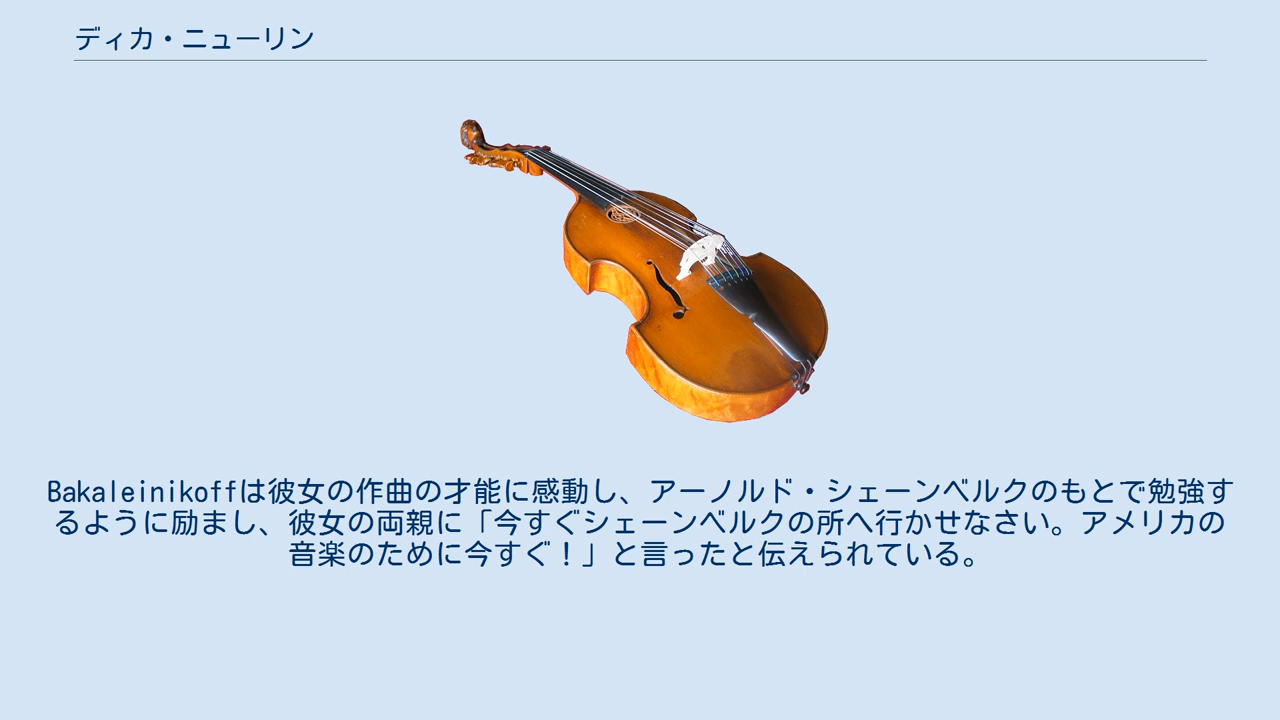 ディカ・ニューリン
Bakaleinikoffは彼女の作曲の才能に感動し、アーノルド・シェーンベルクのもとで勉強す
るように励まし、彼女の両親に「今すぐシェーンベルクの所へ行かせなさい。アメリカの
音楽のために今すぐ！」と言ったと伝えられている。